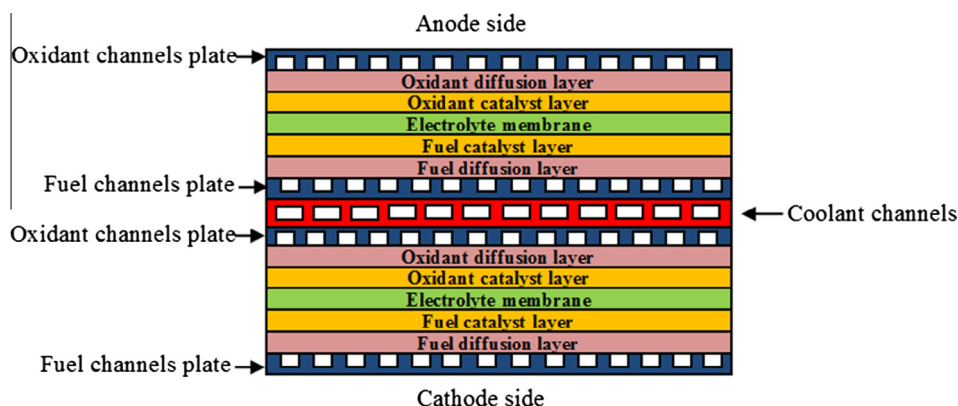 Anode side
Oxidant channels plate
Oxidant diffusion layer
Oxidant catalyst layer
Electrolyte membrane
Fuel catalyst layer
Fuel diffusion layer
Fuel channels plate
Coolant channels
Oxidant channels plate
Oxidant diffusion layer
Oxidant catalyst layer
Electrolyte membrane
Fuel catalyst layer
Fuel diffusion layer
Fuel channels plate
Cathode side